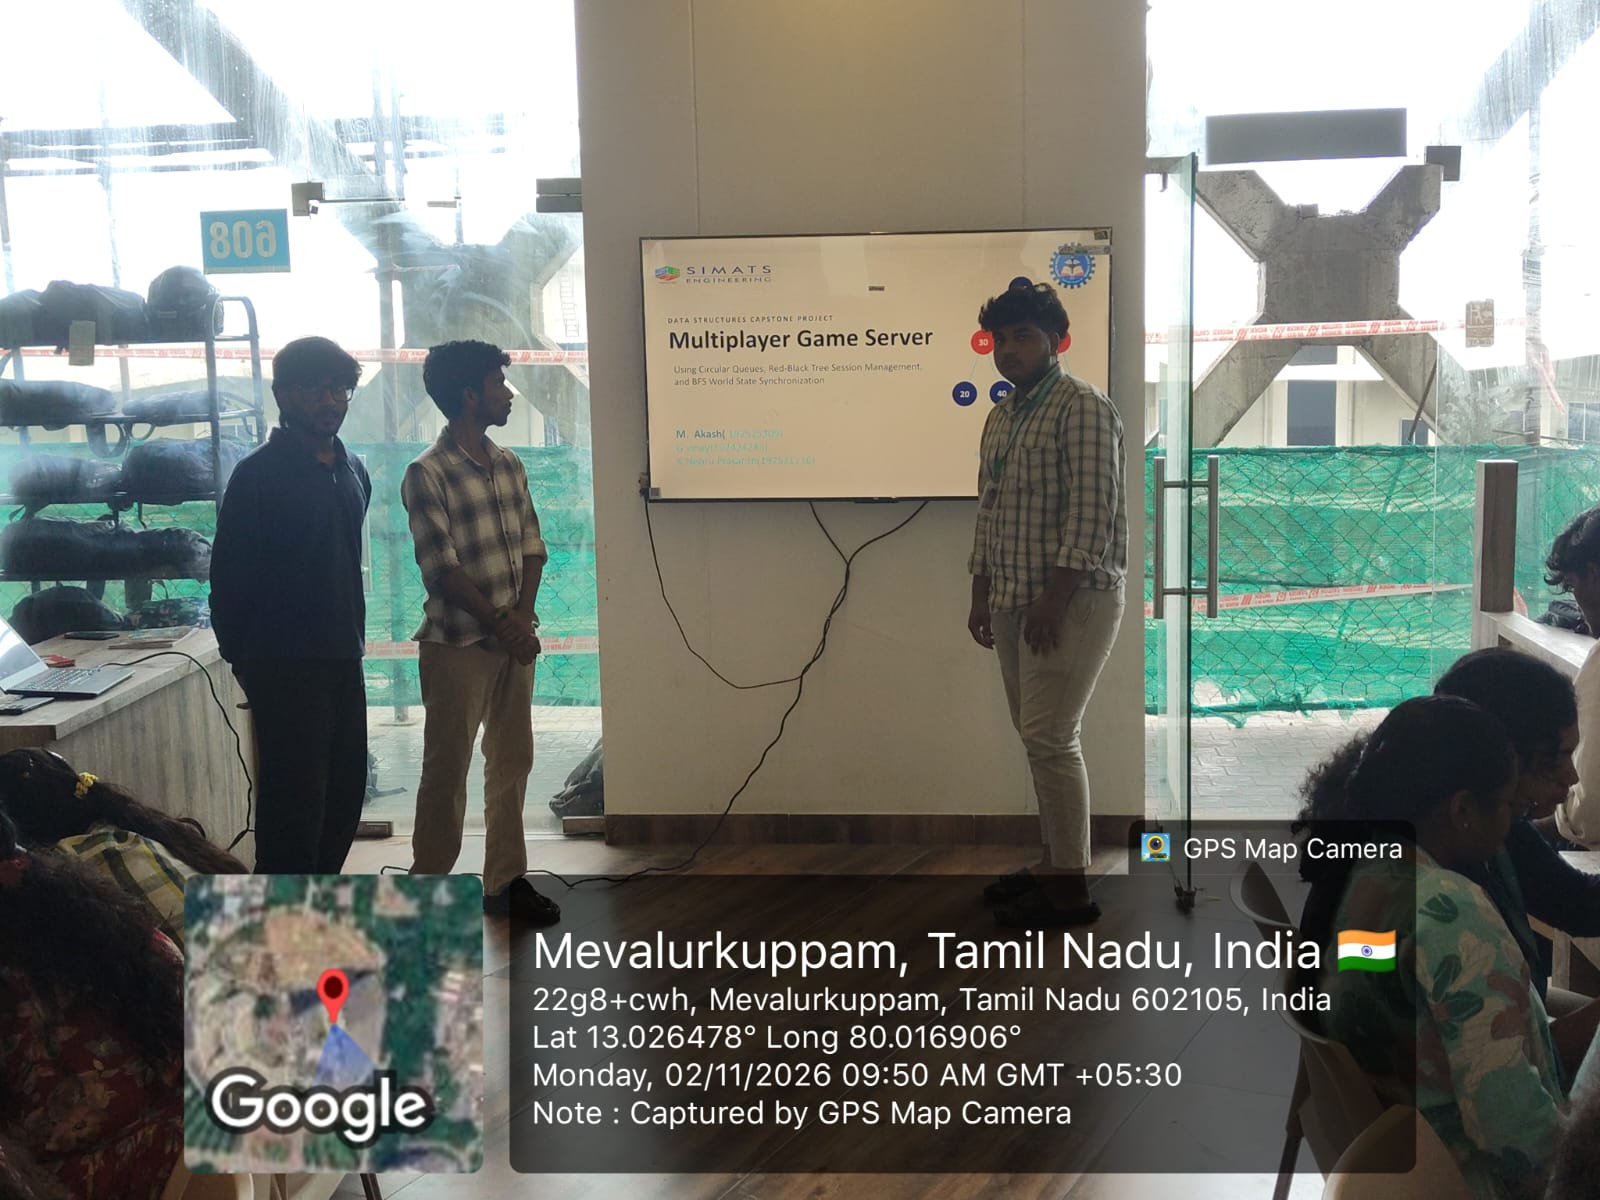 808
SIMATS
ENGINEERING
DATA STRUCTURES CAPSTONE PROJECT
Multiplayer Game Server
Using Circular Queues, Red-Black Tree Session Management,
and BFS World State Synchronization
30
20
40
M. Akash(
GPS Map Camera
Mevalurkuppam, Tamil Nadu, India
22g8+cwh, Mevalurkuppam, Tamil Nadu 602105, India
Lat 13.026478° Long 80.016906°
Monday, 02/11/2026 09:50 AM GMT +05:30
Note : Captured by GPS Map Camera
Google